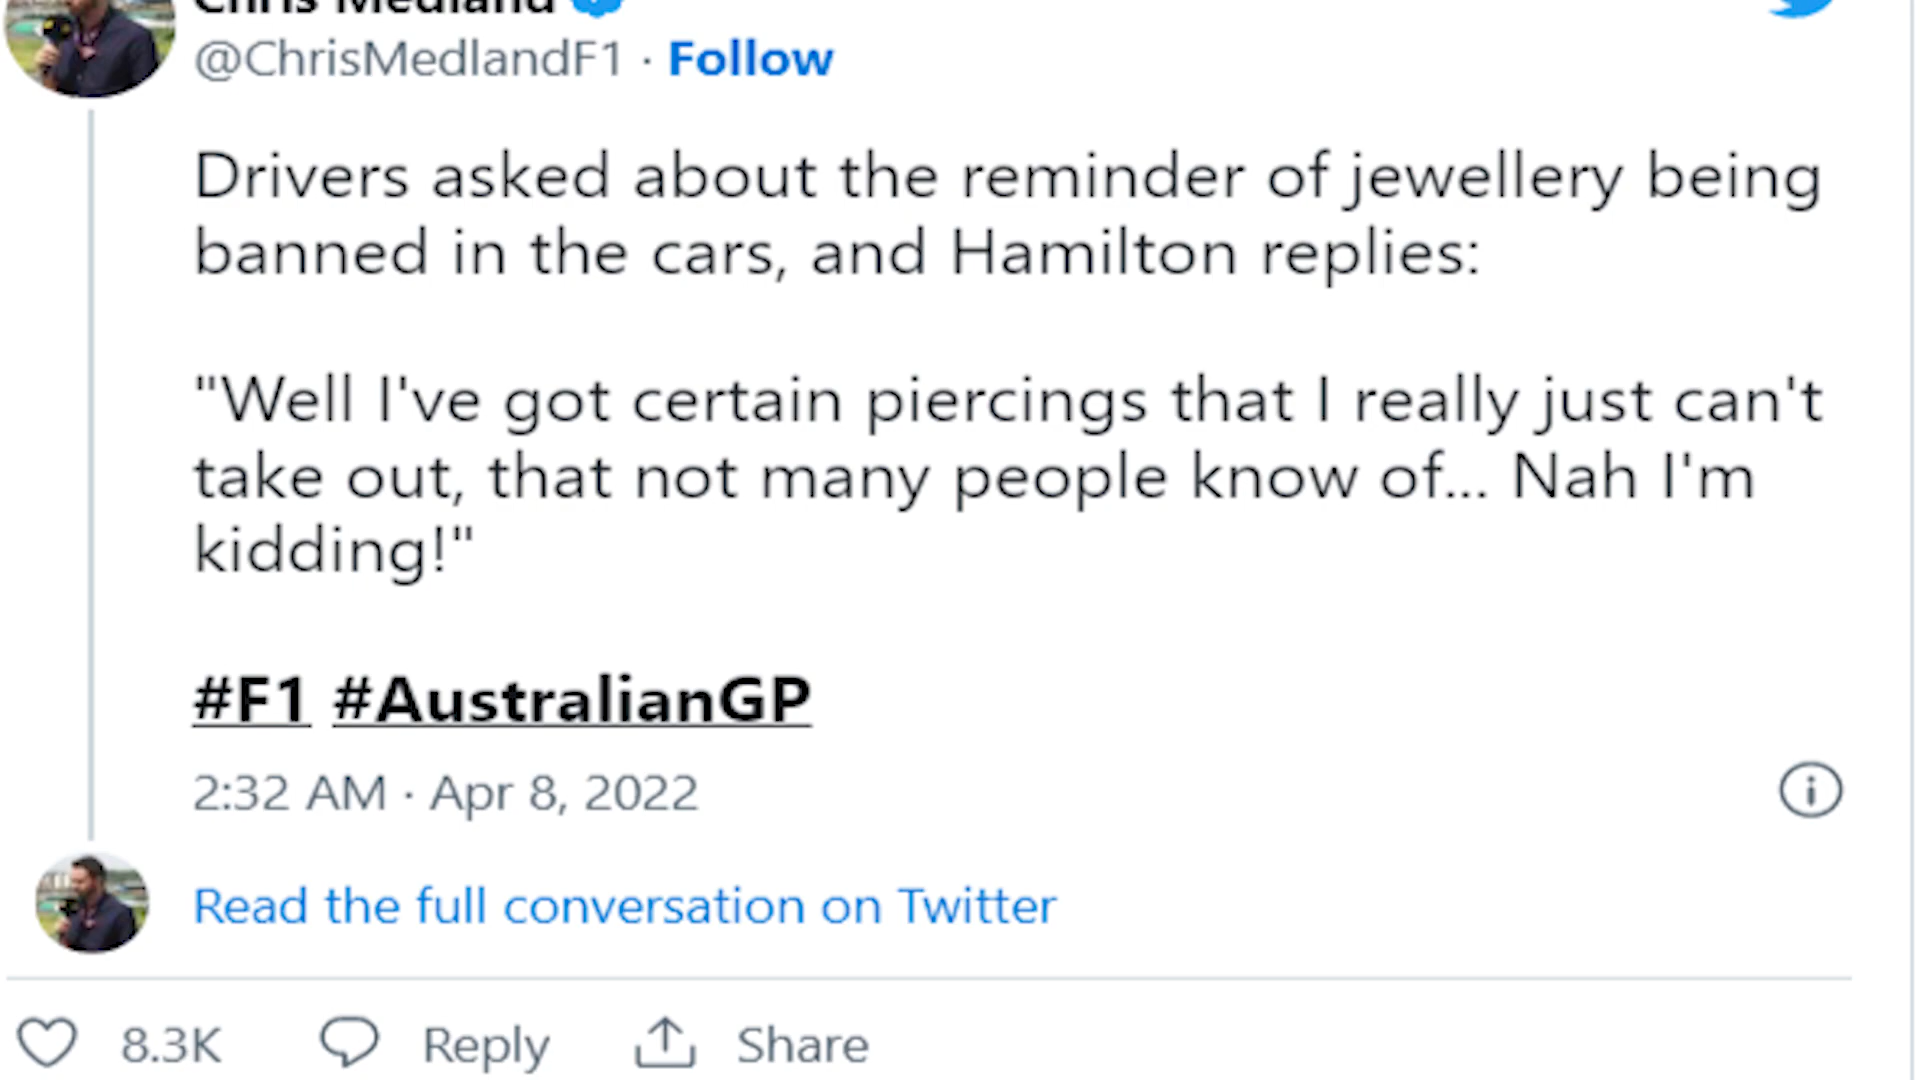 Chris Medland
@ChrisMedlandF1 · Follow
Drivers asked about the reminder of jewellery being
banned in the cars, and Hamilton replies:
"Well I've got certain piercings that I really just can't
take out, that not many people know of... Nah I'm
kidding!"
#F1 #AustralianGP
2:32 AM · Apr 8, 2022
Read the full conversation on Twitter
8.3K Reply Share